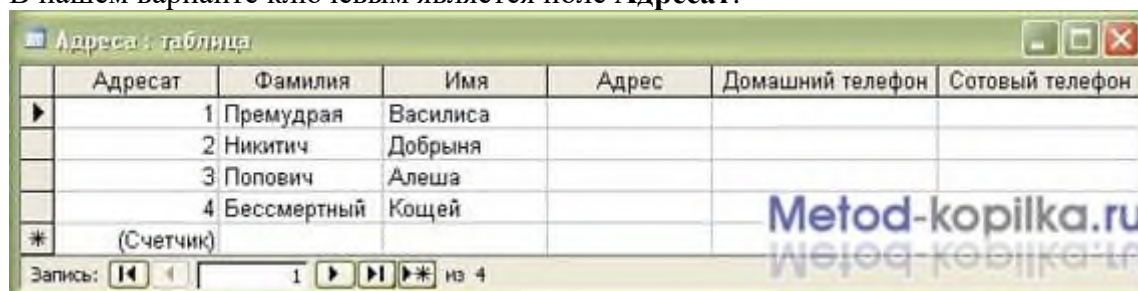 В нашем варианте ключевым является поле Адресат.
Адреса : таблица
Адресат Фамилия Имя Адрес Домашний телефон Сотовый телефон
1 Премудрая Василиса
2 Никитич Добрыня
3 Попович Алеша
4 Бессмертный Кощей
(Счетчик)
Metod-kopilka.ru
Запись: 1 из 4